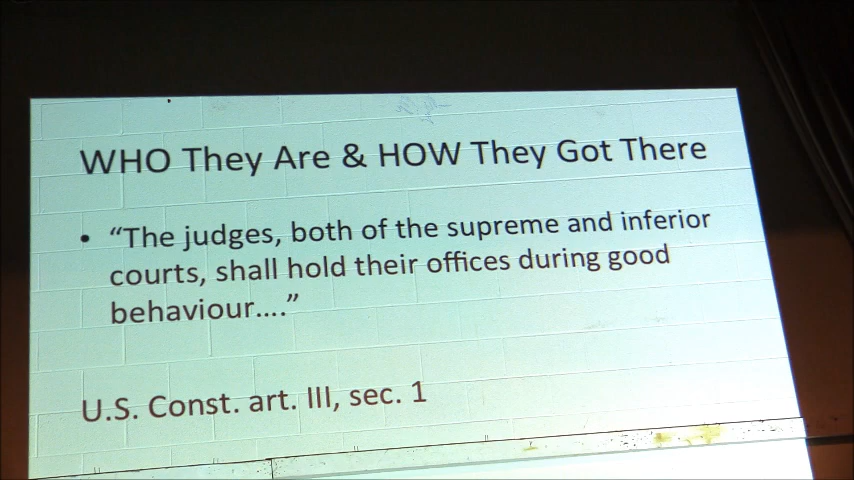 WHO They Are & HOW They Got There
• “The judges, both of the supreme and inferior
courts, shall hold their offices during good
behaviour....”
U.S. Const. art. III, sec. 1